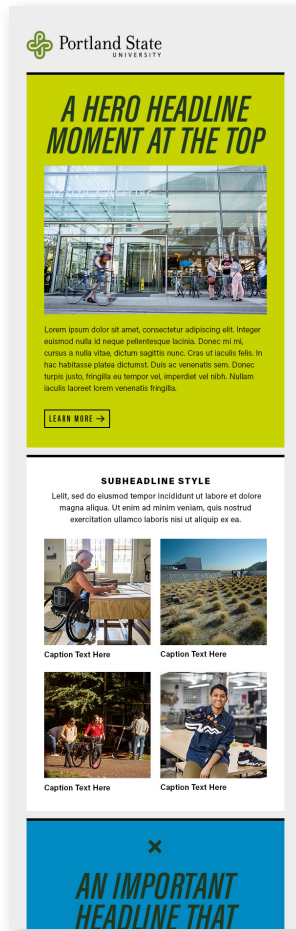 Portland State
UNIVERSITY
A HERO HEADLINE
MOMENT AT THE TOP
Lorem ipsum dolor sit amet, consectetur adipiscing elit. Integer
euismod nulla id neque pellentesque lacinia. Donec mi mi,
cursus a nulla vitae, dictum sagittis nunc. Cras ut iaculis felis. In
hac habitasse platea dictumst. Duis ac venenatis sem. Donec
turpis justo, fringilla eu tempor vel, imperdiet vel nibh. Nullam
iaculis laoreet lorem venenatis fringilla.
LEARN MORE →
SUBHEADLINE STYLE
Lelit, sed do eiusmod tempor incididunt ut labore et dolore
magna aliqua. Ut enim ad minim veniam, quis nostrud
exercitation ullamco laboris nisi ut aliquip ex ea.
Caption Text Here
Caption Text Here
Caption Text Here
Caption Text Here
AN IMPORTANT
HEADLINE THAT